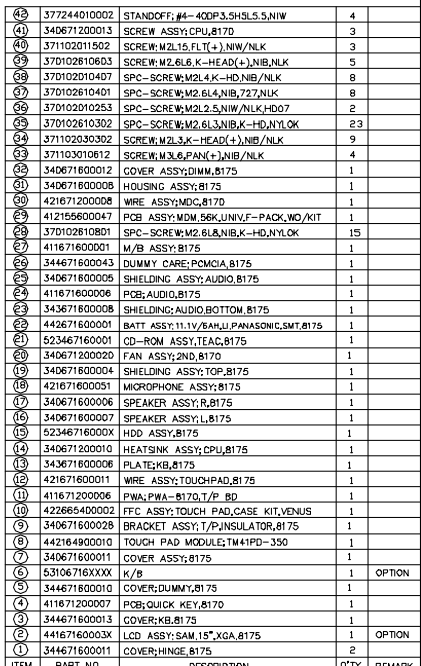 42 377244010002 STANDOFF; #4-40DP3.5H5L5.5,NIW 4
41 340671200013 SCREW ASSY; CPU,8170 3
40 371102011502 SCREW; M2L15,FLT(+),NIW/NLK 3
39 370102610603 SCREW; M2.6L6,K-HEAD(+),NIB,NLK 5
38 370102010407 SPC-SCREW; M2L4,K-HD,NIB/NLK 8
37 370102610401 SPC-SCREW; M2.6L4,NIB,727,NLK 8
36 370102010253 SPC-SCREW; M2L2.5,NIW/NLK,HD07 2
35 370102610302 SPC-SCREW; M2.6L3,NIB,K-HD,NYLOK 23
34 371102030302 SCREW; M2L3,K-HEAD(+),NIB/NLK 9
33 371103010612 SCREW; M3L6,PAN(+),NIB/NLK 4
32 340671600012 COVER ASSY; DIMM,8175 1
31 340671600008 HOUSING ASSY; 8175 1
30 421671200008 WIRE ASSY; MDC,8170 1
29 412155600047 PCB ASSY; MDM,56K,UNIV,F-PACK,WO/KIT 1
28 370102610801 SPC-SCREW; M2.6L8,NIB,K-HD,NYLOK 15
27 411671600001 M/B ASSY; 8175 1
26 344671600043 DUMMY CARE; PCMCIA,8175 1
25 340671600005 SHIELDING ASSY; AUDIO,8175 1
24 411671600006 PCB; AUDIO,8175 1
23 343671600008 SHIELDING; AUDIO,BOTTOM,8175 1
22 442671600001 BATT ASSY; 11.1V/6AH,LI,PANASONIC,SMT,8175 1
21 523467160001 CD-ROM ASSY,TEAC,8175 1
20 340671200020 FAN ASSY; 2ND,8170 1
19 340671600004 SHIELDING ASSY; TOP,8175 1
18 421671600051 MICROPHONE ASSY; 8175 1
17 340671600006 SPEAKER ASSY; R,8175 1
16 340671600007 SPEAKER ASSY; L,8175 1
15 52346716000X HDD ASSY,8175 1
14 340671200010 HEATSINK ASSY; CPU,8175 1
13 343671600006 PLATE; KB,8175 1
12 421671600011 WIRE ASSY; TOUCHPAD,8175 1
11 411671200006 PWA; PWA-8170,T/P BD 1
10 422665400002 FFC ASSY; TOUCH PAD,CASE KIT,VENUS 1
9 340671600028 BRACKET ASSY; T/P,INSULATOR,8175 1
8 442164900010 TOUCH PAD MODULE; TM41PD-350 1
7 340671600011 COVER ASSY; 8175 1
6 53106716XXXX K/B 1 OPTION
5 344671600010 COVER; DUMMY,8175 1
4 411671200007 PCB; QUICK KEY,8170 1
3 344671600013 COVER; KB,8175 1
2 44167160003X LCD ASSY; SAM,15",XGA,8175 1 OPTION
1 344671600011 COVER; HINGE,8175 2
ITEM PART NO DESCRIPTION Q'TY REMARK